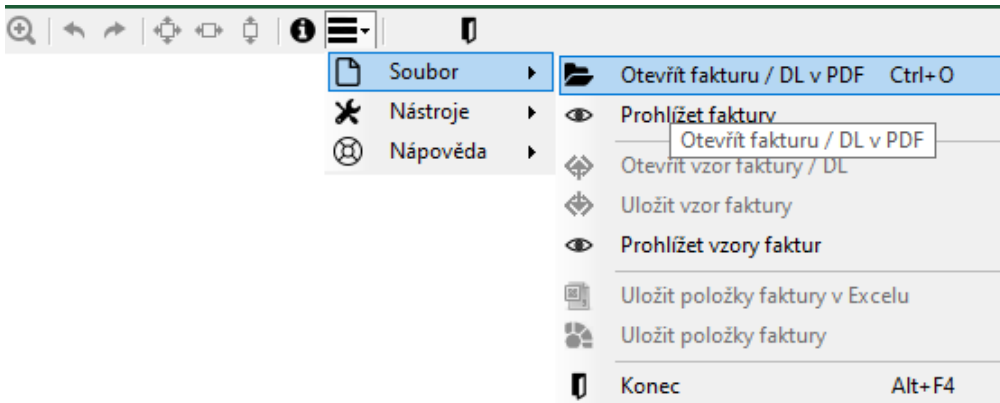 Soubor
Nástroje
Nápověda
Otevřít fakturu / DL v PDF Ctrl+O
Prohlížet faktury
Otevřít fakturu / DL v PDF
Otevřít vzor faktury / DL
Uložit vzor faktury
Prohlížet vzory faktur
Uložit položky faktury v Excelu
Uložit položky faktury
Konec Alt+F4